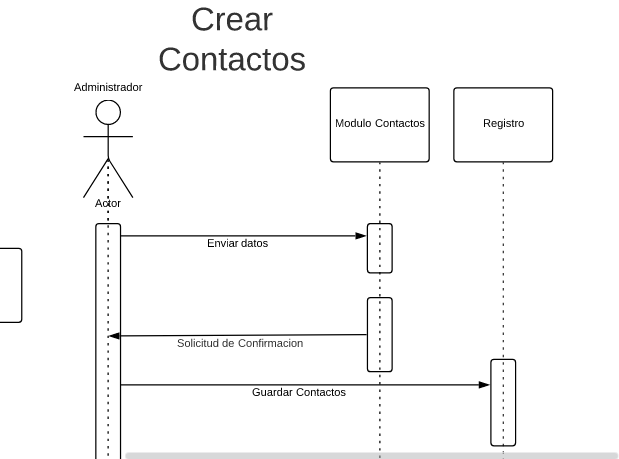 Crear
Contactos
Administrador
Modulo Contactos
Registro
Actor
Enviar datos
Solicitud de Confirmacion
Guardar Contactos